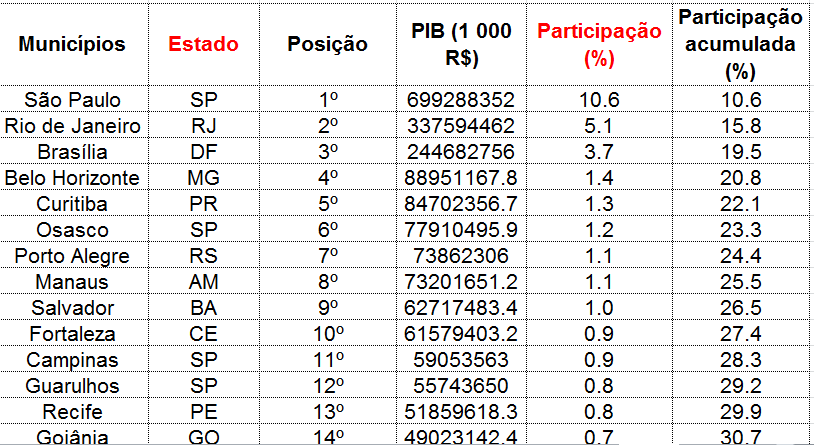 Municípios Estado Posição PIB (1 000 R$) Participação (%) Participação acumulada (%)
São Paulo SP 1º 699288352 10.6 10.6
Rio de Janeiro RJ 2º 337594462 5.1 15.8
Brasília DF 3º 244682756 3.7 19.5
Belo Horizonte MG 4º 88951167.8 1.4 20.8
Curitiba PR 5º 84702356.7 1.3 22.1
Osasco SP 6º 77910495.9 1.2 23.3
Porto Alegre RS 7º 73862306 1.1 24.4
Manaus AM 8º 73201651.2 1.1 25.5
Salvador BA 9º 62717483.4 1.0 26.5
Fortaleza CE 10º 61579403.2 0.9 27.4
Campinas SP 11º 59053563 0.9 28.3
Guarulhos SP 12º 55743650 0.8 29.2
Recife PE 13º 51859618.3 0.8 29.9
Goiânia GO 14º 49023142.4 0.7 30.7